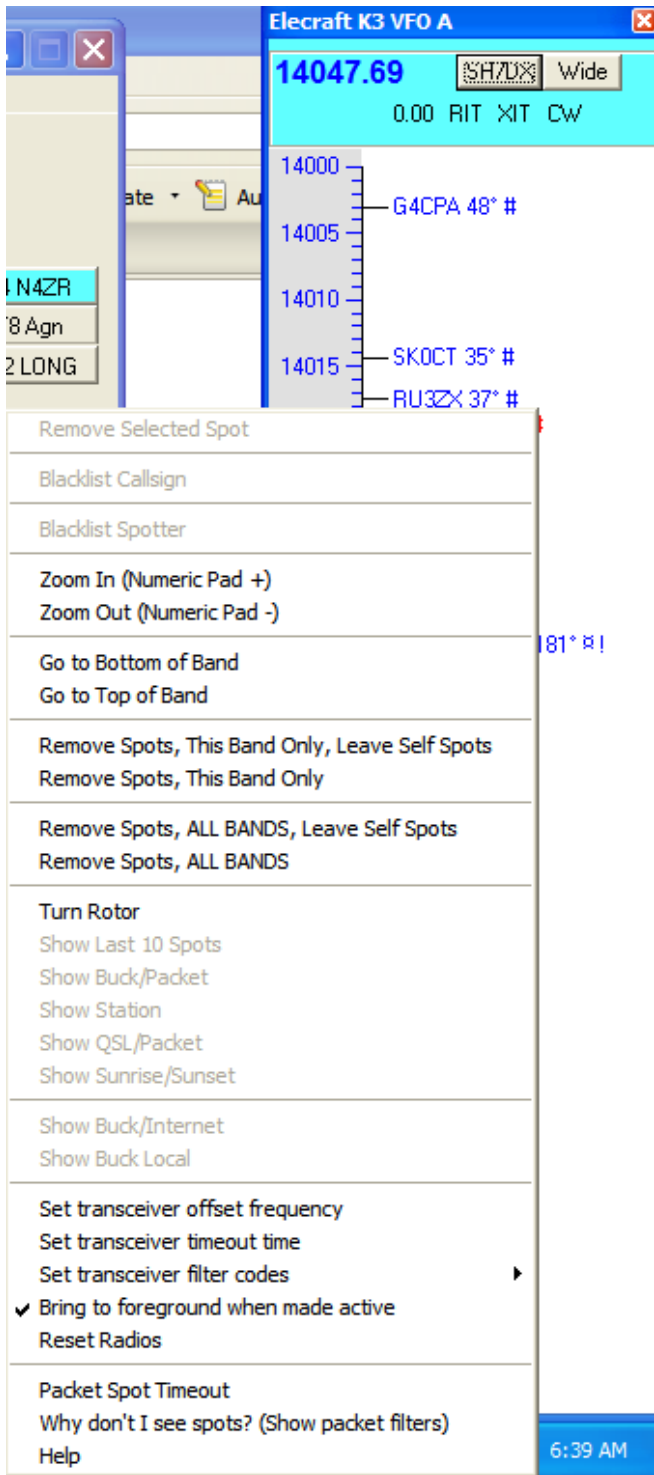 Elecraft K3 VFO A
14047.69 SH/DX Wide
0.00 RIT XIT CW
14000
G4CPA 48° #
14005
14010
SK0CT 35° #
14015
RU3ZX 37° #
ate Au
N4ZR
Agn
LONG
181° ¤ !
Remove Selected Spot
Blacklist Callsign
Blacklist Spotter
Zoom In (Numeric Pad +)
Zoom Out (Numeric Pad -)
Go to Bottom of Band
Go to Top of Band
Remove Spots, This Band Only, Leave Self Spots
Remove Spots, This Band Only
Remove Spots, ALL BANDS, Leave Self Spots
Remove Spots, ALL BANDS
Turn Rotor
Show Last 10 Spots
Show Buck/Packet
Show Station
Show QSL/Packet
Show Sunrise/Sunset
Show Buck/Internet
Show Buck Local
Set transceiver offset frequency
Set transceiver timeout time
Set transceiver filter codes
Bring to foreground when made active
Reset Radios
Packet Spot Timeout
Why don't I see spots? (Show packet filters)
Help
6:39 AM